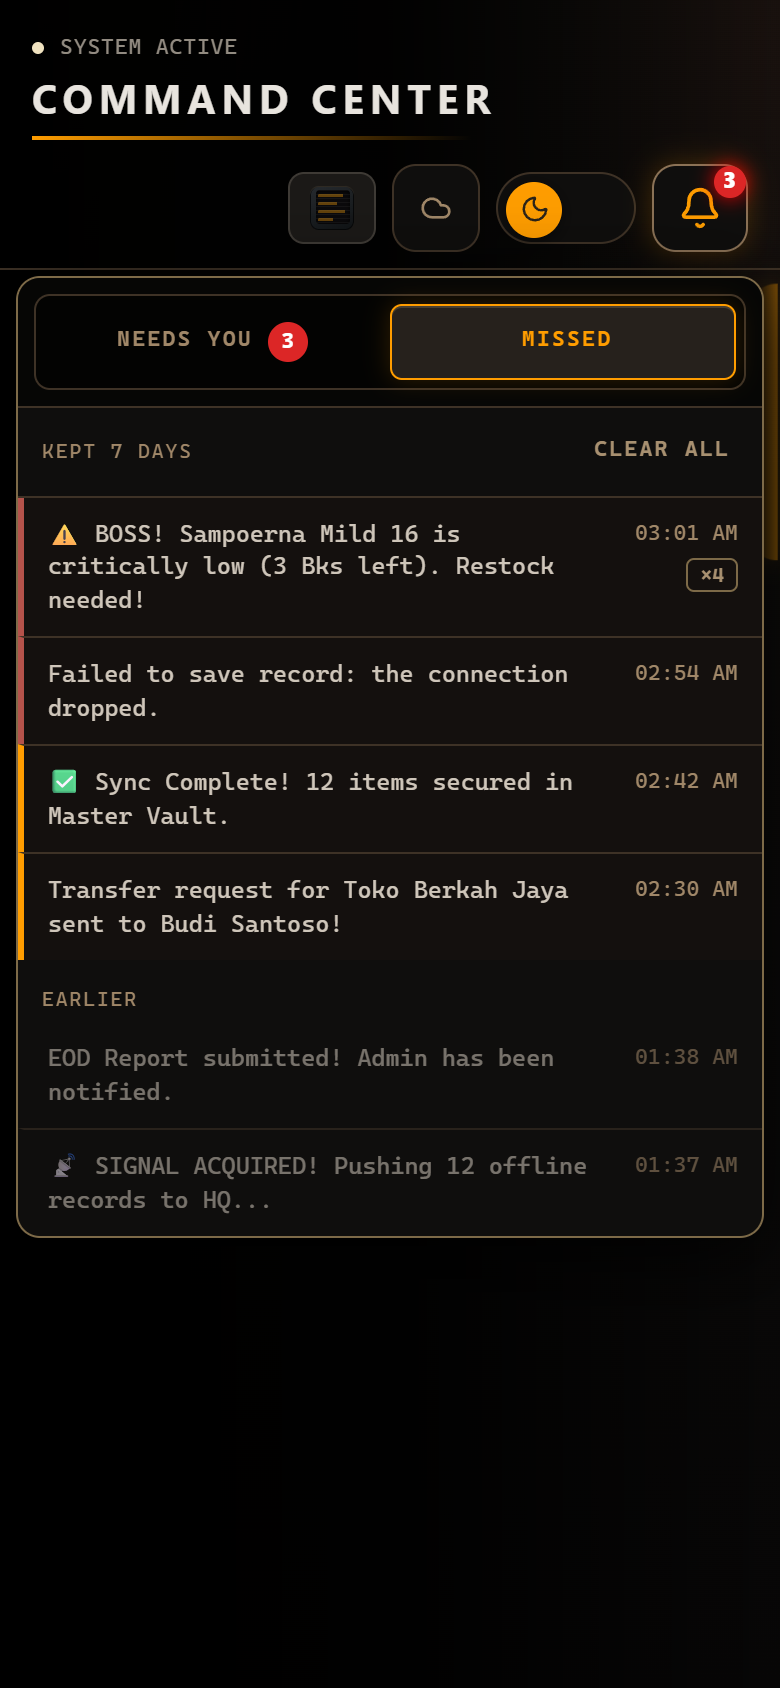 SYSTEM ACTIVE
COMMAND CENTER
3
NEEDS YOU 3
MISSED
KEPT 7 DAYS
CLEAR ALL
⚠️ BOSS! Sampoerna Mild 16 is
critically low (3 Bks left). Restock
needed!
03:01 AM
×4
Failed to save record: the connection
dropped.
02:54 AM
✅ Sync Complete! 12 items secured in
Master Vault.
02:42 AM
Transfer request for Toko Berkah Jaya
sent to Budi Santoso!
02:30 AM
EARLIER
EOD Report submitted! Admin has been
notified.
01:38 AM
📡 SIGNAL ACQUIRED! Pushing 12 offline
records to HQ...
01:37 AM